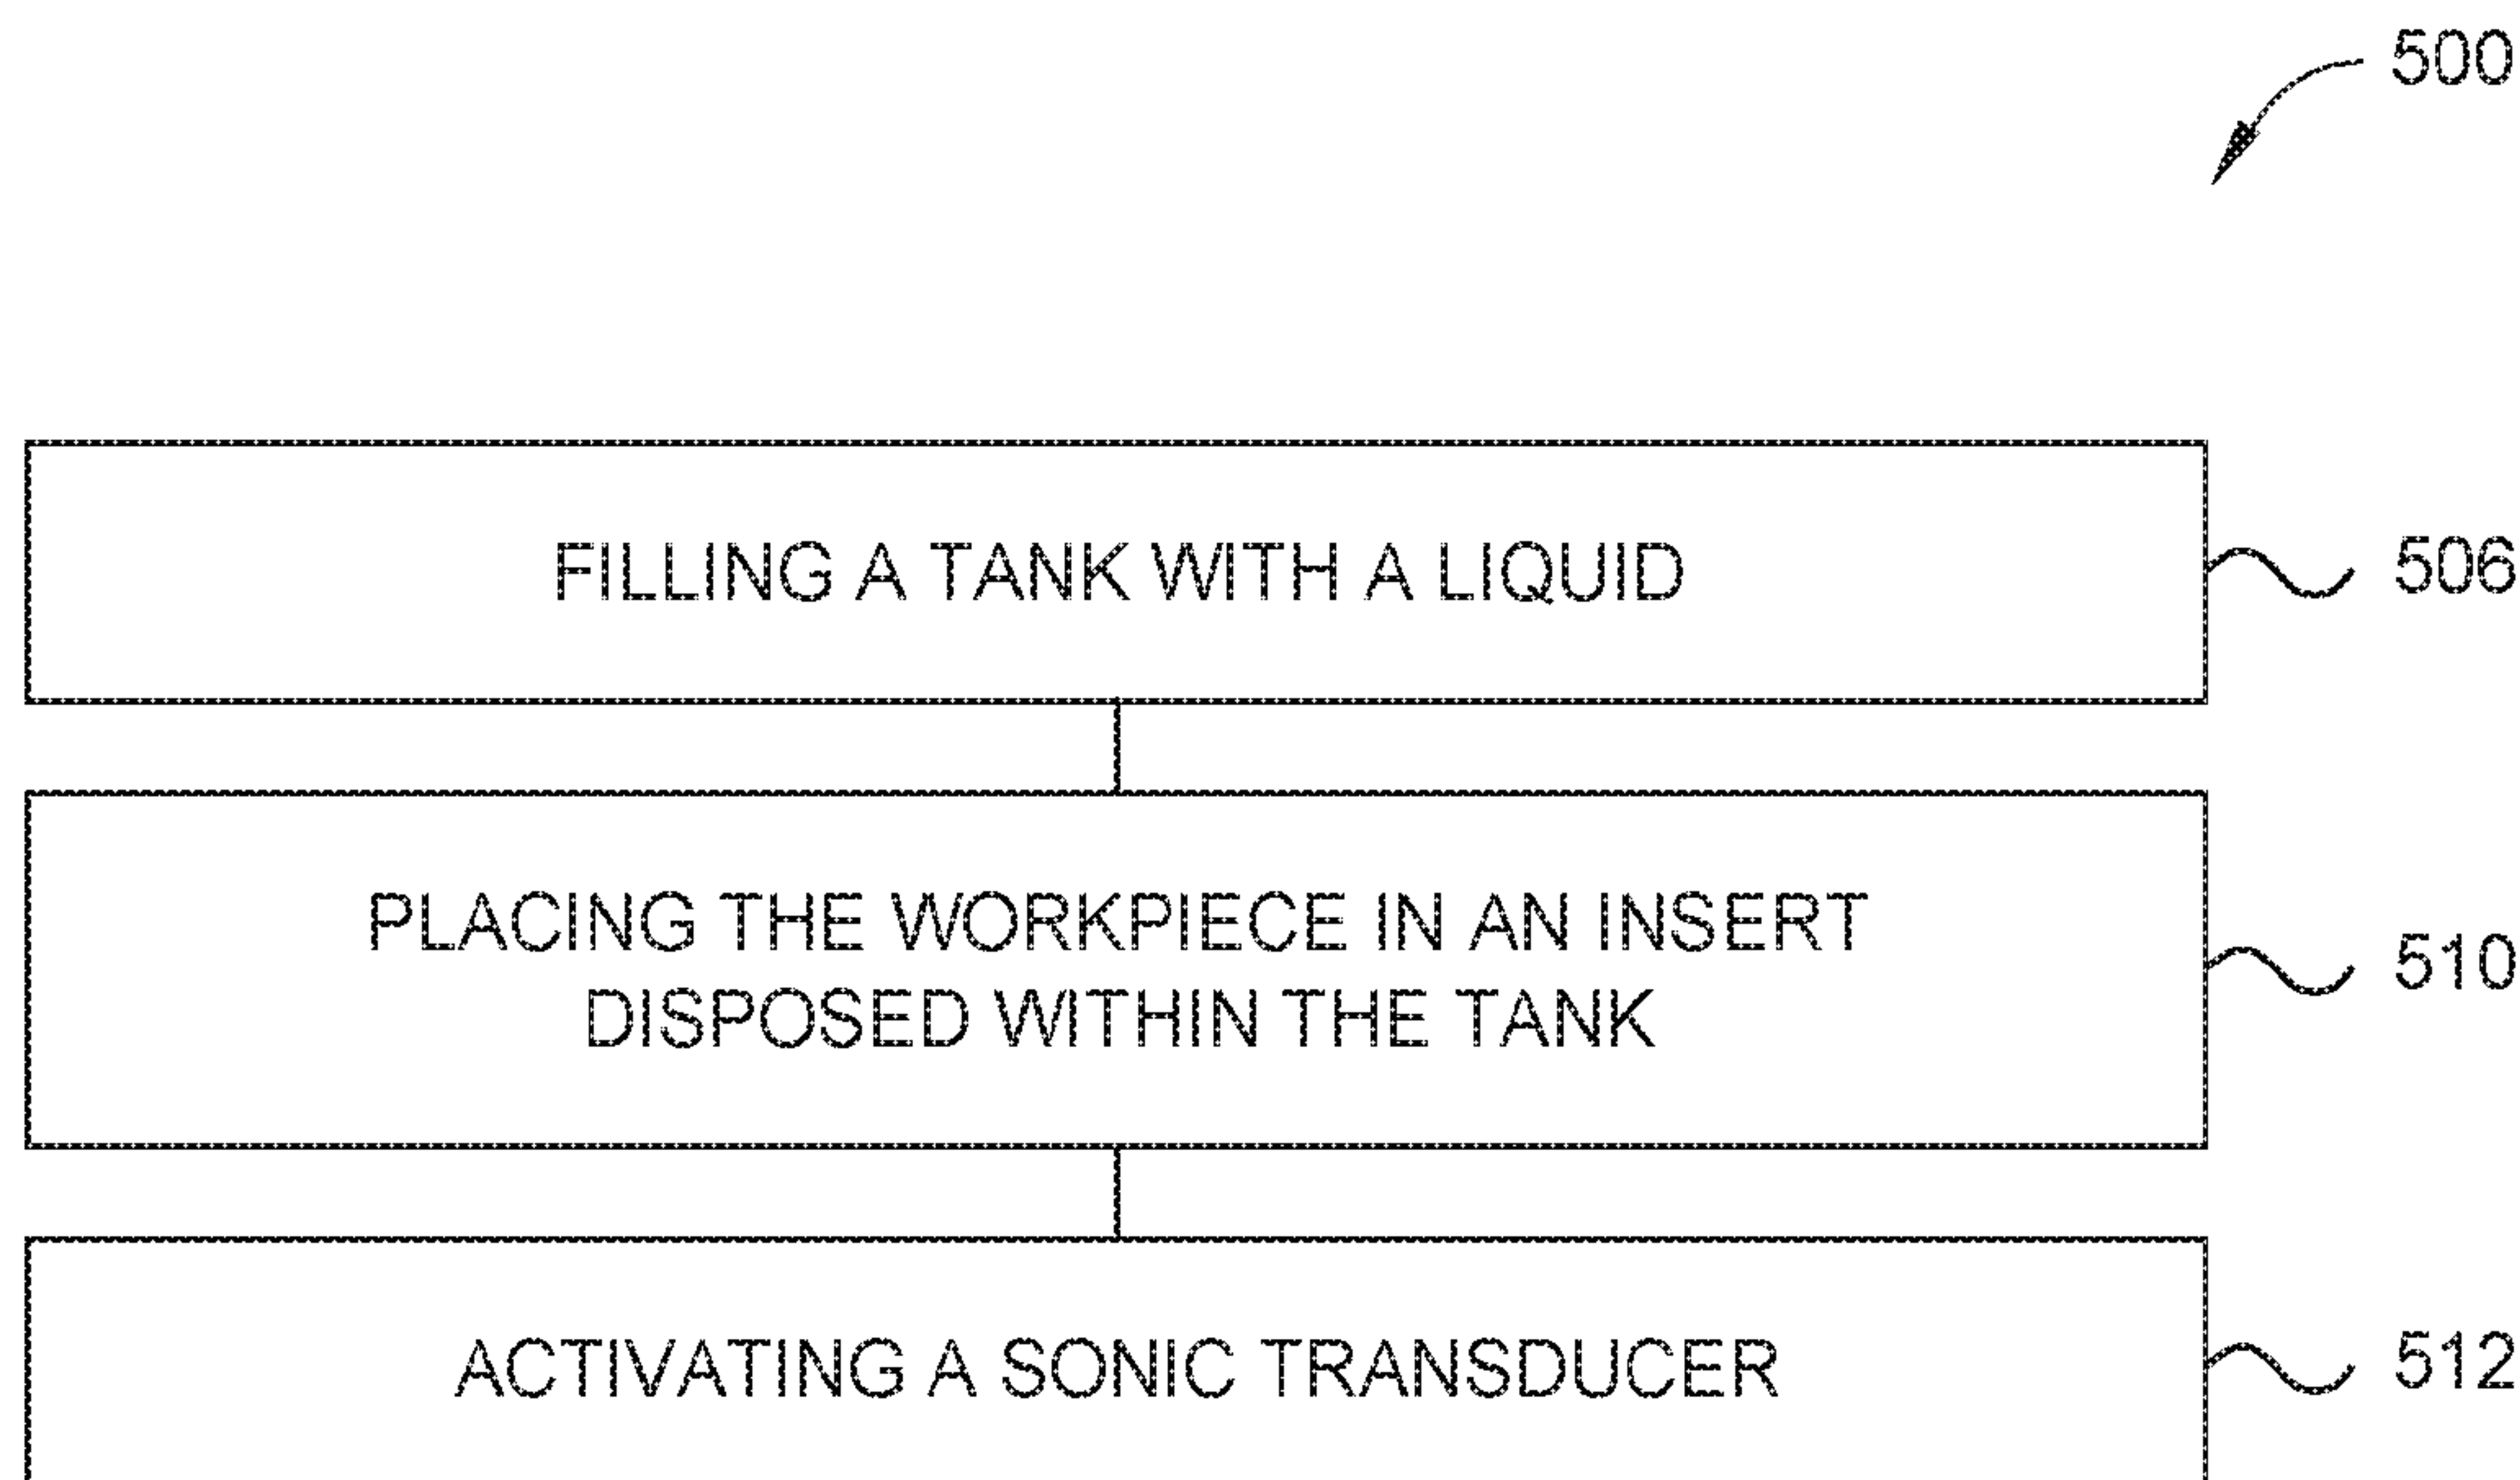 500
FILLING A TANK WITH A LIQUID
506
PLACING THE WORKPIECE IN AN INSERT
DISPOSED WITHIN THE TANK
510
ACTIVATING A SONIC TRANSDUCER
512